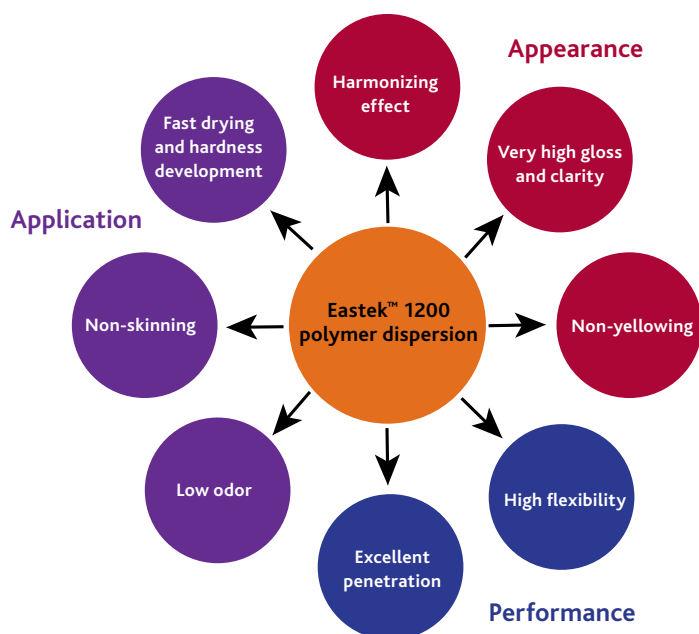 Appearance
Harmonizing
effect
Very high gloss
and clarity
Non-yellowing
High flexibility
Performance
Excellent
penetration
Low odor
Non-skinning
Application
Fast drying
and hardness
development
Eastek™ 1200
polymer dispersion